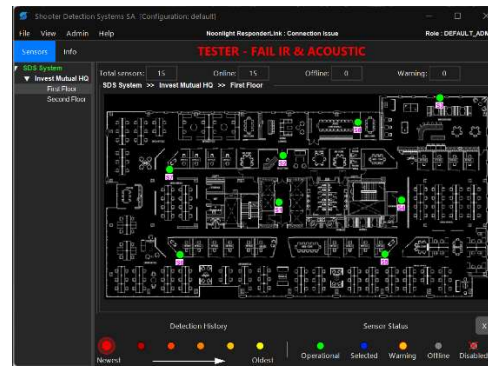 Shooter Detection Systems SA [Configuration: default]
File View Admin Help Noonlight ResponderLink : Connection Issue Role : DEFAULT_ADM
Sensors Info TESTER - FAIL IR & ACOUSTIC
SDS System
Invest Mutual HQ
First Floor
Second Floor
Total sensors: 15 Online: 15 Offline: 0 Warning: 0
SDS System >> Invest Mutual HQ >> First Floor
Detection History Sensor Status X
Newest Oldest Operational Selected Warning Offline Disabled